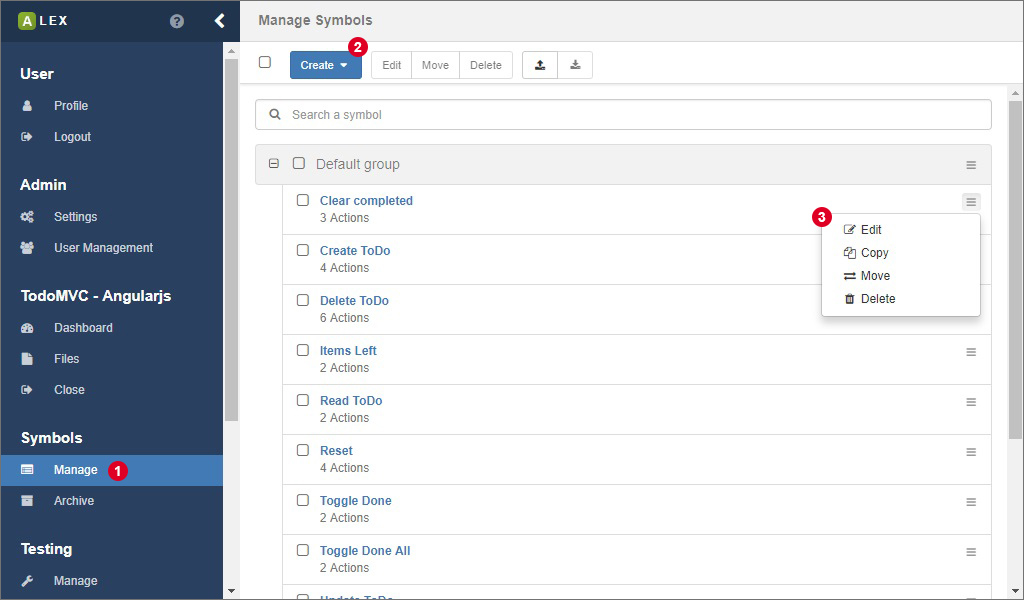 A LEX
User
Profile
Logout
Admin
Settings
User Management
TodoMVC - Angularjs
Dashboard
Files
Close
Symbols
Manage 1
Archive
Testing
Manage
Manage Symbols
2
Create Edit Move Delete
Search a symbol
Default group
Clear completed
3 Actions
Create ToDo
4 Actions
Delete ToDo
6 Actions
Items Left
2 Actions
Read ToDo
2 Actions
Reset
4 Actions
Toggle Done
2 Actions
Toggle Done All
2 Actions
Update ToDo
3
Edit
Copy
Move
Delete